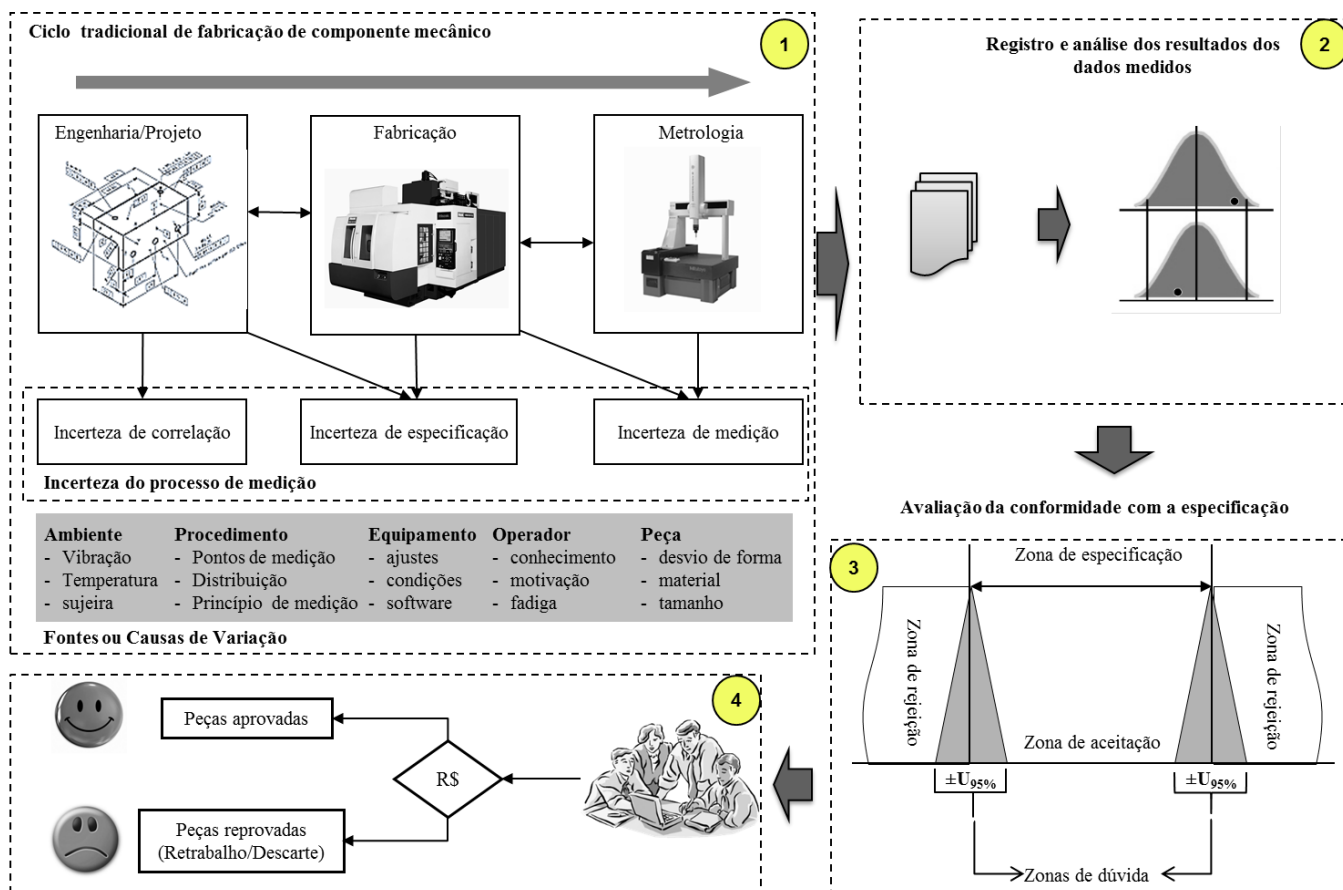 Ciclo tradicional de fabricação de componente mecânico
1
Engenharia/Projeto
Fabricação
Metrologia
Incerteza de correlação
Incerteza de especificação
Incerteza de medição
Incerteza do processo de medição
Ambiente
- Vibração
- Temperatura
- sujeira
Procedimento
- Pontos de medição
- Distribuição
- Princípio de medição
Equipamento
- ajustes
- condições
- software
Operador
- conhecimento
- motivação
- fadiga
Peça
- desvio de forma
- material
- tamanho
Fontes ou Causas de Variação
Registro e análise dos resultados dos
dados medidos
2
Avaliação da conformidade com a especificação
3
Zona de especificação
Zona de rejeição
Zona de aceitação
Zona de rejeição
±U95%
±U95%
Zonas de dúvida
4
Peças aprovadas
R$
Peças reprovadas
(Retrabalho/Descarte)